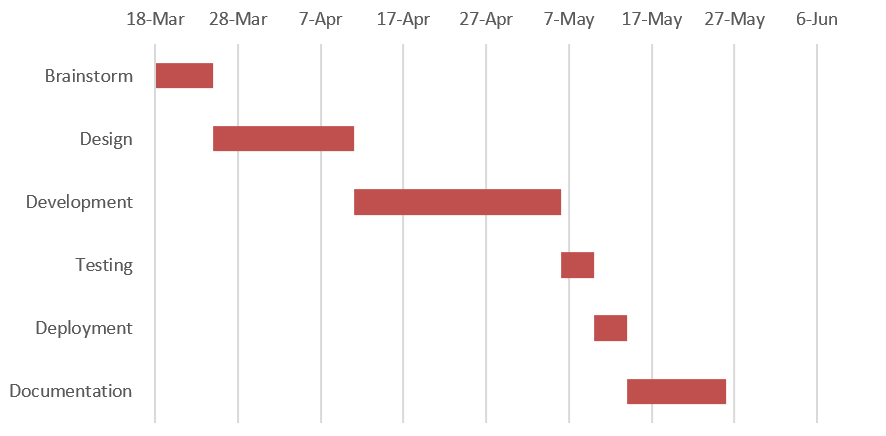 18-Mar 28-Mar 7-Apr 17-Apr 27-Apr 7-May 17-May 27-May 6-Jun
Brainstorm
Design
Development
Testing
Deployment
Documentation